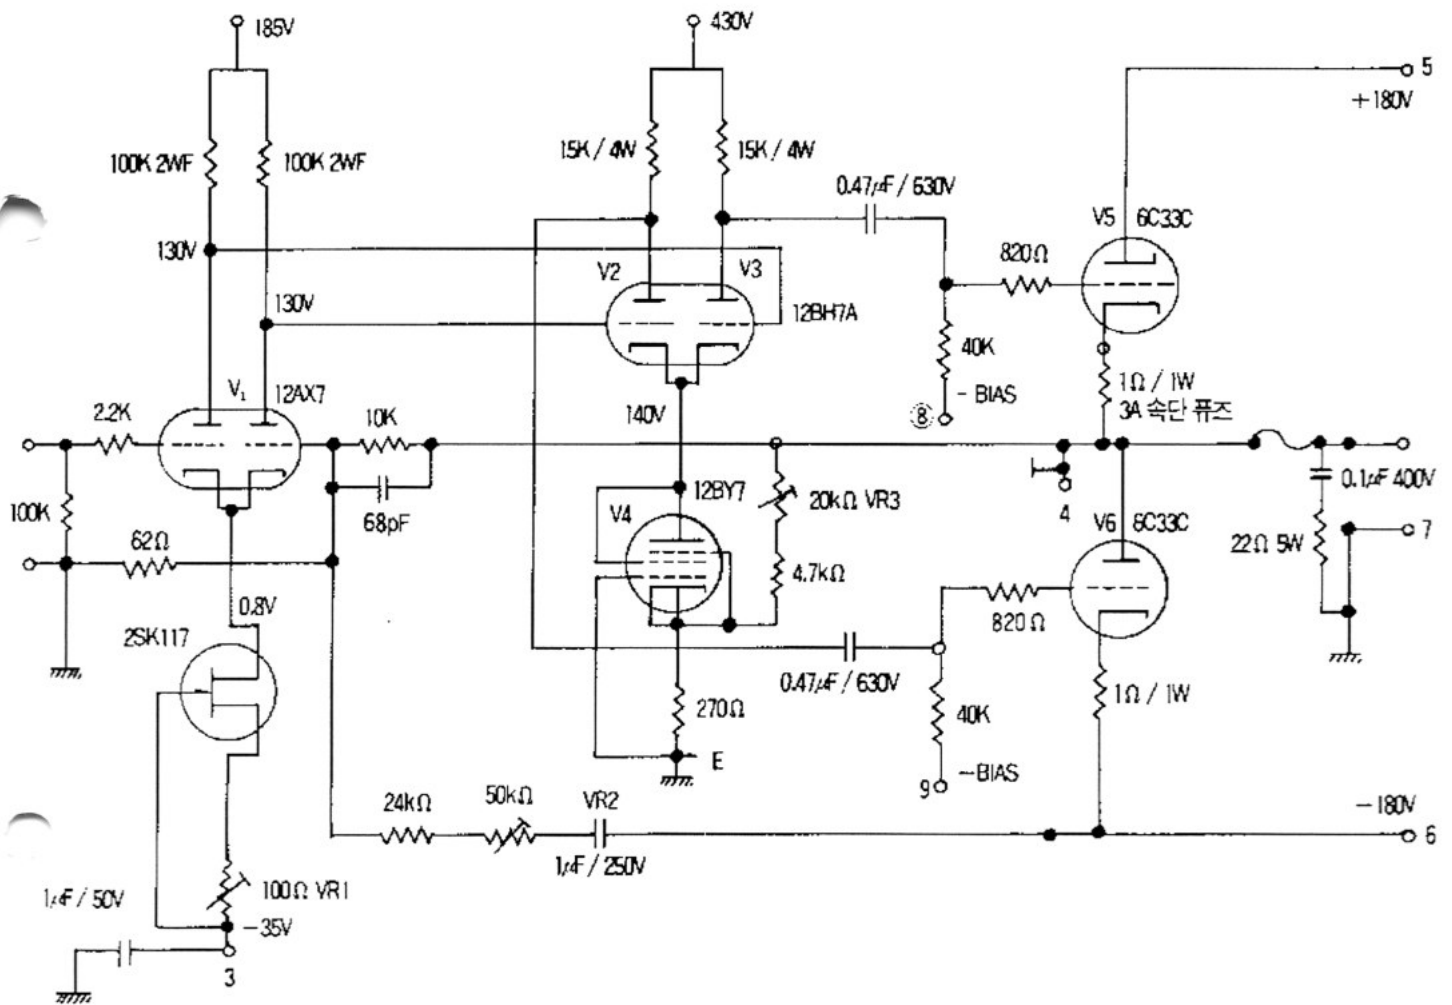 185V
430V
5
+180V
100K 2WF
100K 2WF
15K / 4W
15K / 4W
0.47μF / 630V
V5 6C33C
130V
820Ω
V2
V3
130V
12BH7A
40K
1Ω / 1W
V₁
12AX7
- BIAS
3A 속단 퓨즈
2.2K
10K
140V
⑧
12BY7
20kΩ VR3
0.1μF 400V
100K
68pF
V4
4
V6 6C33C
7
62Ω
22Ω 5W
4.7kΩ
0.8V
820Ω
2SK117
0.47μF / 630V
270Ω
40K
1Ω / 1W
E
-BIAS
9
24kΩ
50kΩ
VR2
-180V
6
1μF / 250V
1μF / 50V
100Ω VR1
-35V
3